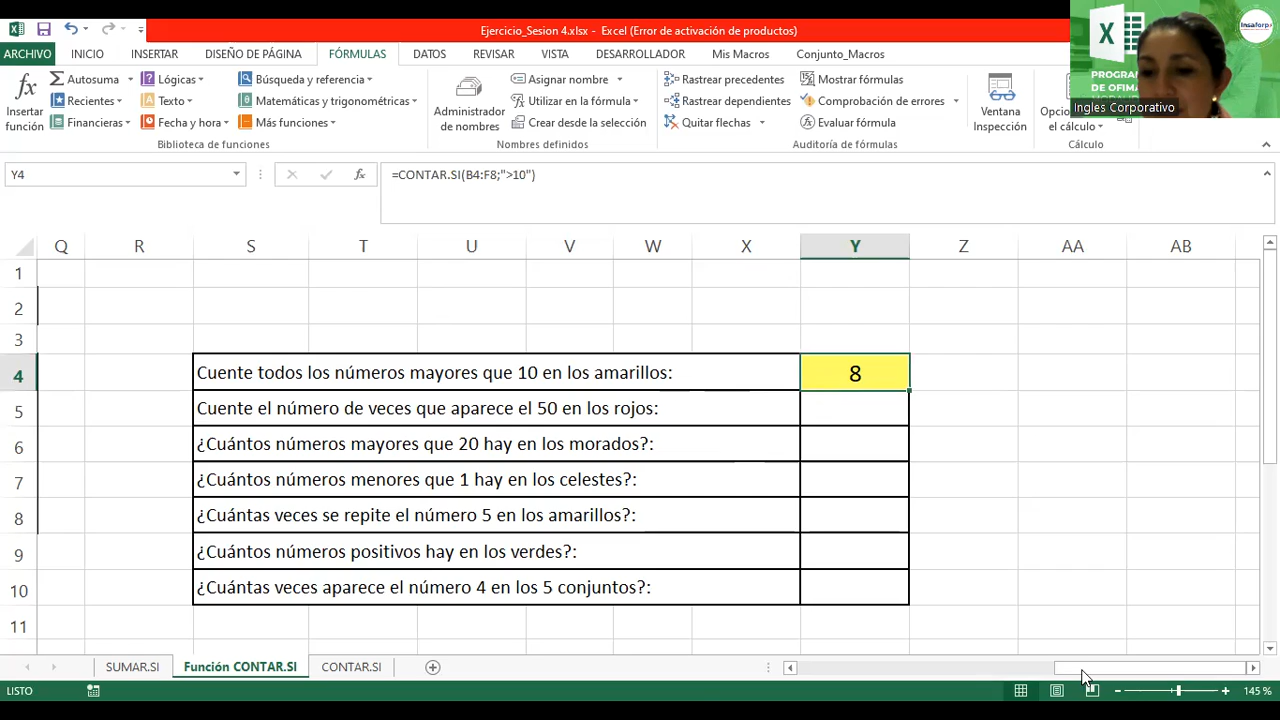 Ejercicio_Sesion 4.xlsx - Excel (Error de activación de productos)
ARCHIVO INICIO INSERTAR DISEÑO DE PÁGINA FÓRMULAS DATOS REVISAR VISTA DESARROLLADOR Mis Macros Conjunto_Macros
Insertar función
Autosuma
Recientes
Financieras
Lógicas
Texto
Fecha y hora
Búsqueda y referencia
Matemáticas y trigonométricas
Más funciones
Biblioteca de funciones
Administrador de nombres
Asignar nombre
Utilizar en la fórmula
Crear desde la selección
Nombres definidos
Rastrear precedentes
Rastrear dependientes
Quitar flechas
Mostrar fórmulas
Comprobación de errores
Evaluar fórmula
Auditoría de fórmulas
Ventana Inspección
el cálculo
Cálculo
X
Insaforp
PROGRAM
DE OFIM
Ingles Corporativo
Y4
fx
=CONTAR.SI(B4:F8;">10")
Q R S T U V W X Y Z AA AB
1
2
3
4 Cuente todos los números mayores que 10 en los amarillos: 8
5 Cuente el número de veces que aparece el 50 en los rojos:
6 ¿Cuántos números mayores que 20 hay en los morados?:
7 ¿Cuántos números menores que 1 hay en los celestes?:
8 ¿Cuántas veces se repite el número 5 en los amarillos?:
9 ¿Cuántos números positivos hay en los verdes?:
10 ¿Cuántas veces aparece el número 4 en los 5 conjuntos?:
11
SUMAR.SI Función CONTAR.SI CONTAR.SI
LISTO
145 %